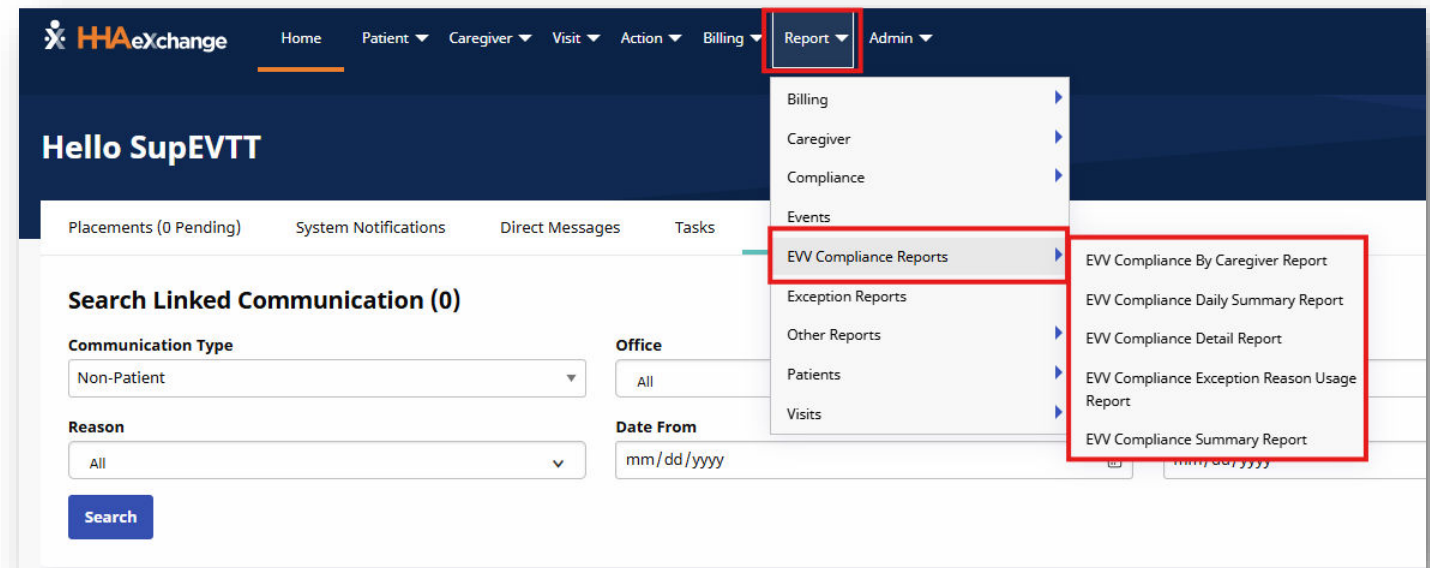 HHAeXchange Home Patient Caregiver Visit Action Billing Report Admin
Hello SupEVTT
Placements (0 Pending) System Notifications Direct Messages Tasks
Billing
Caregiver
Compliance
Events
EVV Compliance Reports
Exception Reports
Other Reports
Patients
Visits
EVV Compliance By Caregiver Report
EVV Compliance Daily Summary Report
EVV Compliance Detail Report
EVV Compliance Exception Reason Usage
Report
EVV Compliance Summary Report
Search Linked Communication (0)
Communication Type Office
Non-Patient All
Reason Date From
All mm/dd/yyyy mm/dd/yyyy
Search